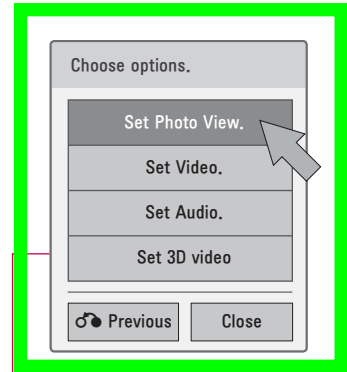 Choose options.
Set Photo View.
Set Video.
Set Audio.
Set 3D video
Previous
Close